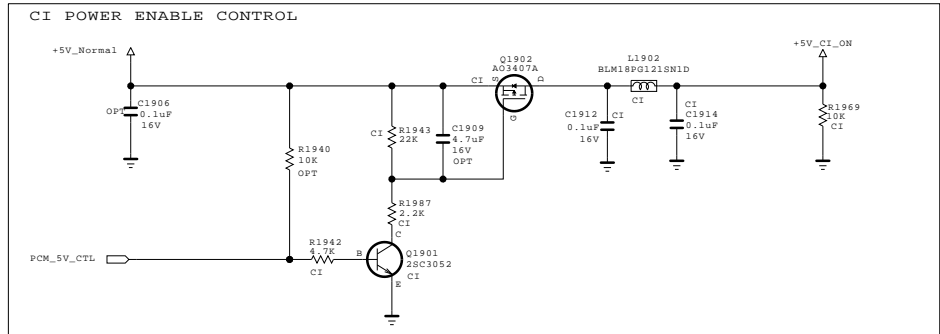 CI POWER ENABLE CONTROL
+5V_Normal
+5V_CI_ON
Q1902
AO3407A
L1902
BLM18PG121SN1D
CI
S
D
G
CI
OPT
C1906
0.1uF
16V
R1940
10K
OPT
CI
R1943
22K
C1909
4.7uF
16V
OPT
C1912
0.1uF
16V
CI
CI
C1914
0.1uF
16V
R1969
10K
CI
R1987
2.2K
CI
C
PCM_5V_CTL
R1942
4.7K
CI
B
Q1901
2SC3052
CI
E